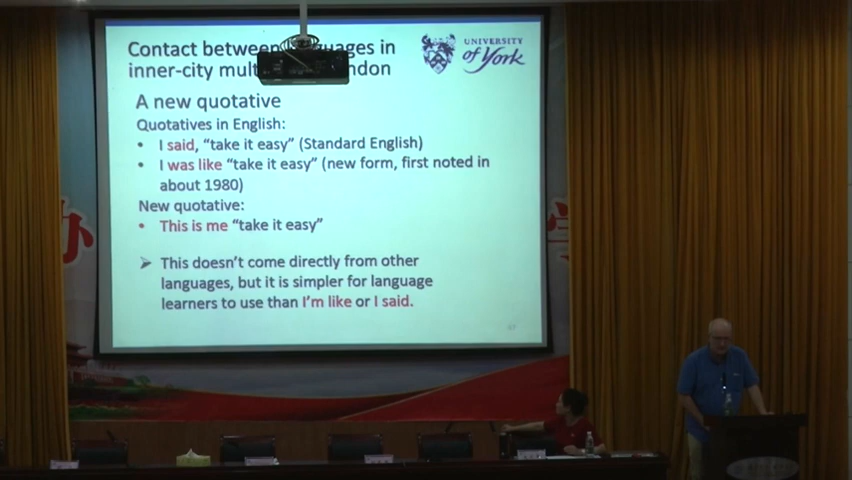 Contact between languages in
inner-city mult ndon
UNIVERSITY
of York
A new quotative
Quotatives in English:
• I said, “take it easy” (Standard English)
• I was like “take it easy” (new form, first noted in
about 1980)
New quotative:
• This is me “take it easy”
➢ This doesn’t come directly from other
languages, but it is simpler for language
learners to use than I’m like or I said.